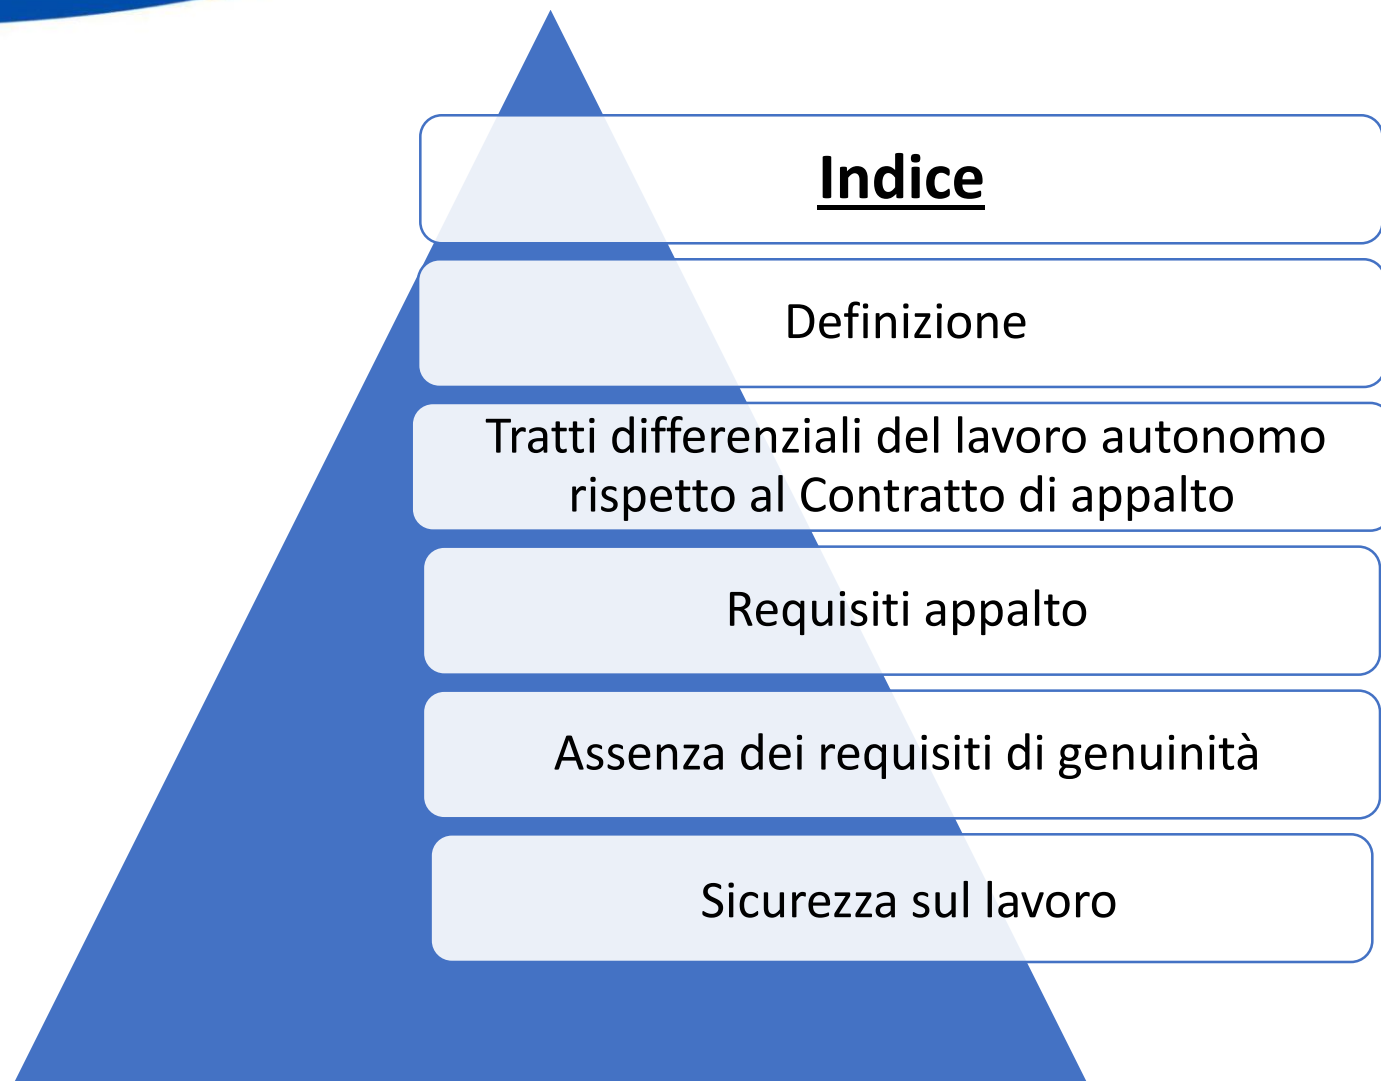 Indice
Definizione
Tratti differenziali del lavoro autonomo
rispetto al Contratto di appalto
Requisiti appalto
Assenza dei requisiti di genuinità
Sicurezza sul lavoro